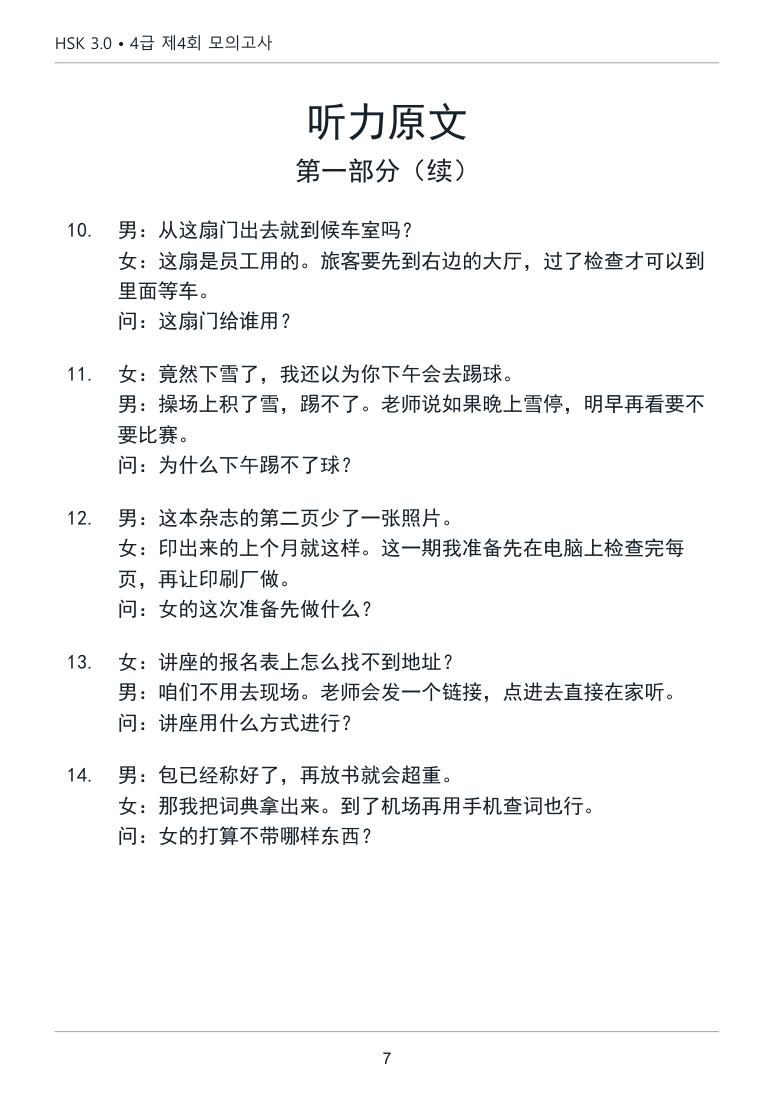 HSK 3.0 • 4급 제4회 모의고사
听力原文
第一部分（续）
10. 男：从这扇门出去就到候车室吗？
女：这扇是员工用的。旅客要先到右边的大厅，过了检查才可以到
里面等车。
问：这扇门给谁用？
11. 女：竟然下雪了，我还以为你下午会去踢球。
男：操场上积了雪，踢不了。老师说如果晚上雪停，明早再看要不
要比赛。
问：为什么下午踢不了球？
12. 男：这本杂志的第二页少了一张照片。
女：印出来的上个月就这样。这一期我准备先在电脑上检查完每
页，再让印刷厂做。
问：女的这次准备先做什么？
13. 女：讲座的报名表上怎么找不到地址？
男：咱们不用去现场。老师会发一个链接，点进去直接在家听。
问：讲座用什么方式进行？
14. 男：包已经称好了，再放书就会超重。
女：那我把词典拿出来。到了机场再用手机查词也行。
问：女的打算不带哪样东西？
7